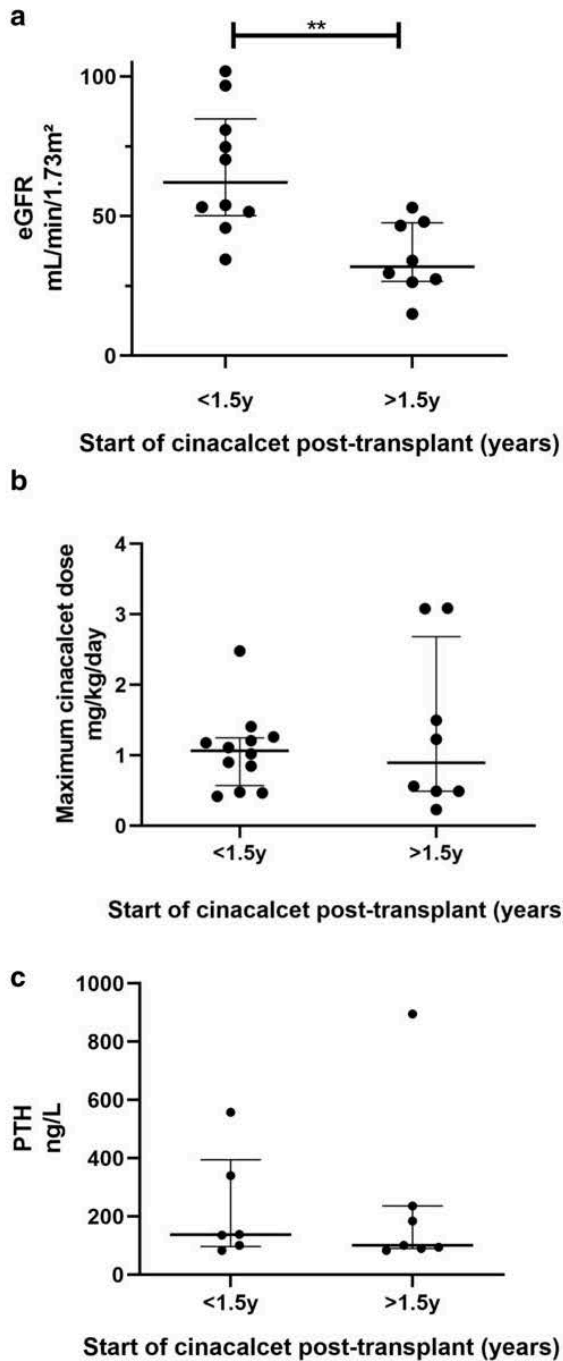 a
**
100
50
0
eGFR
mL/min/1.73m²
<1.5y
>1.5y
Start of cinacalcet post-transplant (years)
b
4
3
2
1
0
Maximum cinacalcet dose
mg/kg/day
<1.5y
>1.5y
Start of cinacalcet post-transplant (years
c
1000
800
600
400
200
0
PTH
ng/L
<1.5y
>1.5y
Start of cinacalcet post-transplant (years)